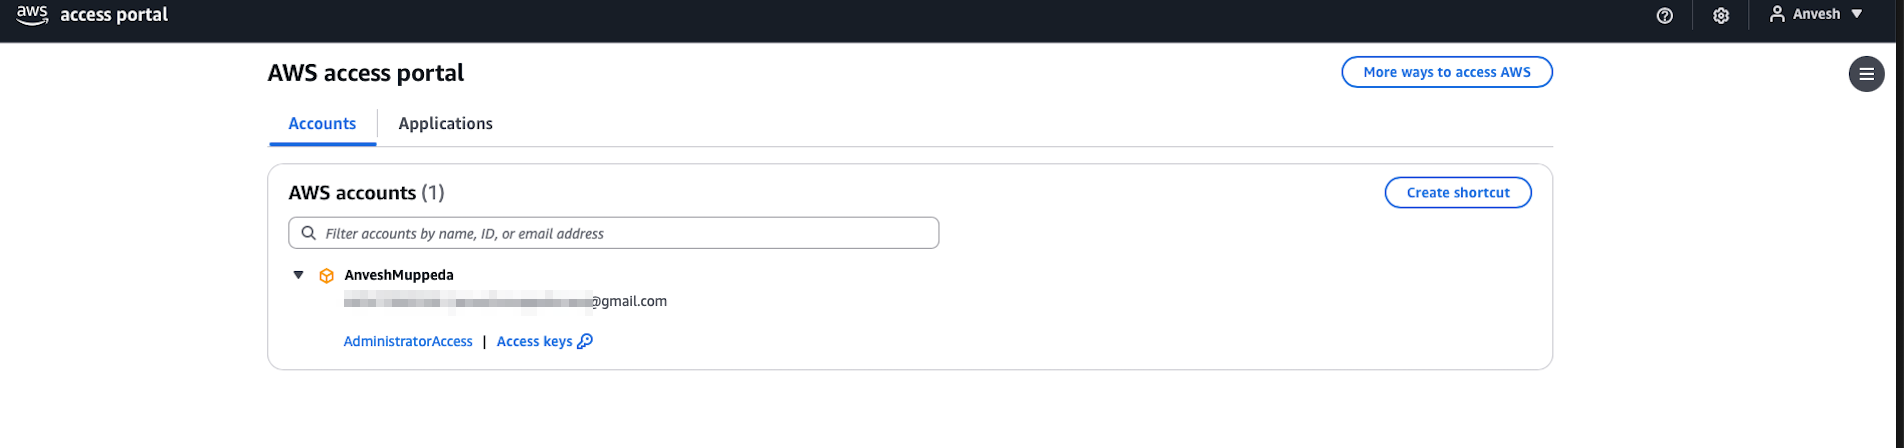 aws access portal Anvesh
AWS access portal More ways to access AWS
Accounts Applications
AWS accounts (1) Create shortcut
Filter accounts by name, ID, or email address
AnveshMuppeda
@gmail.com
AdministratorAccess | Access keys